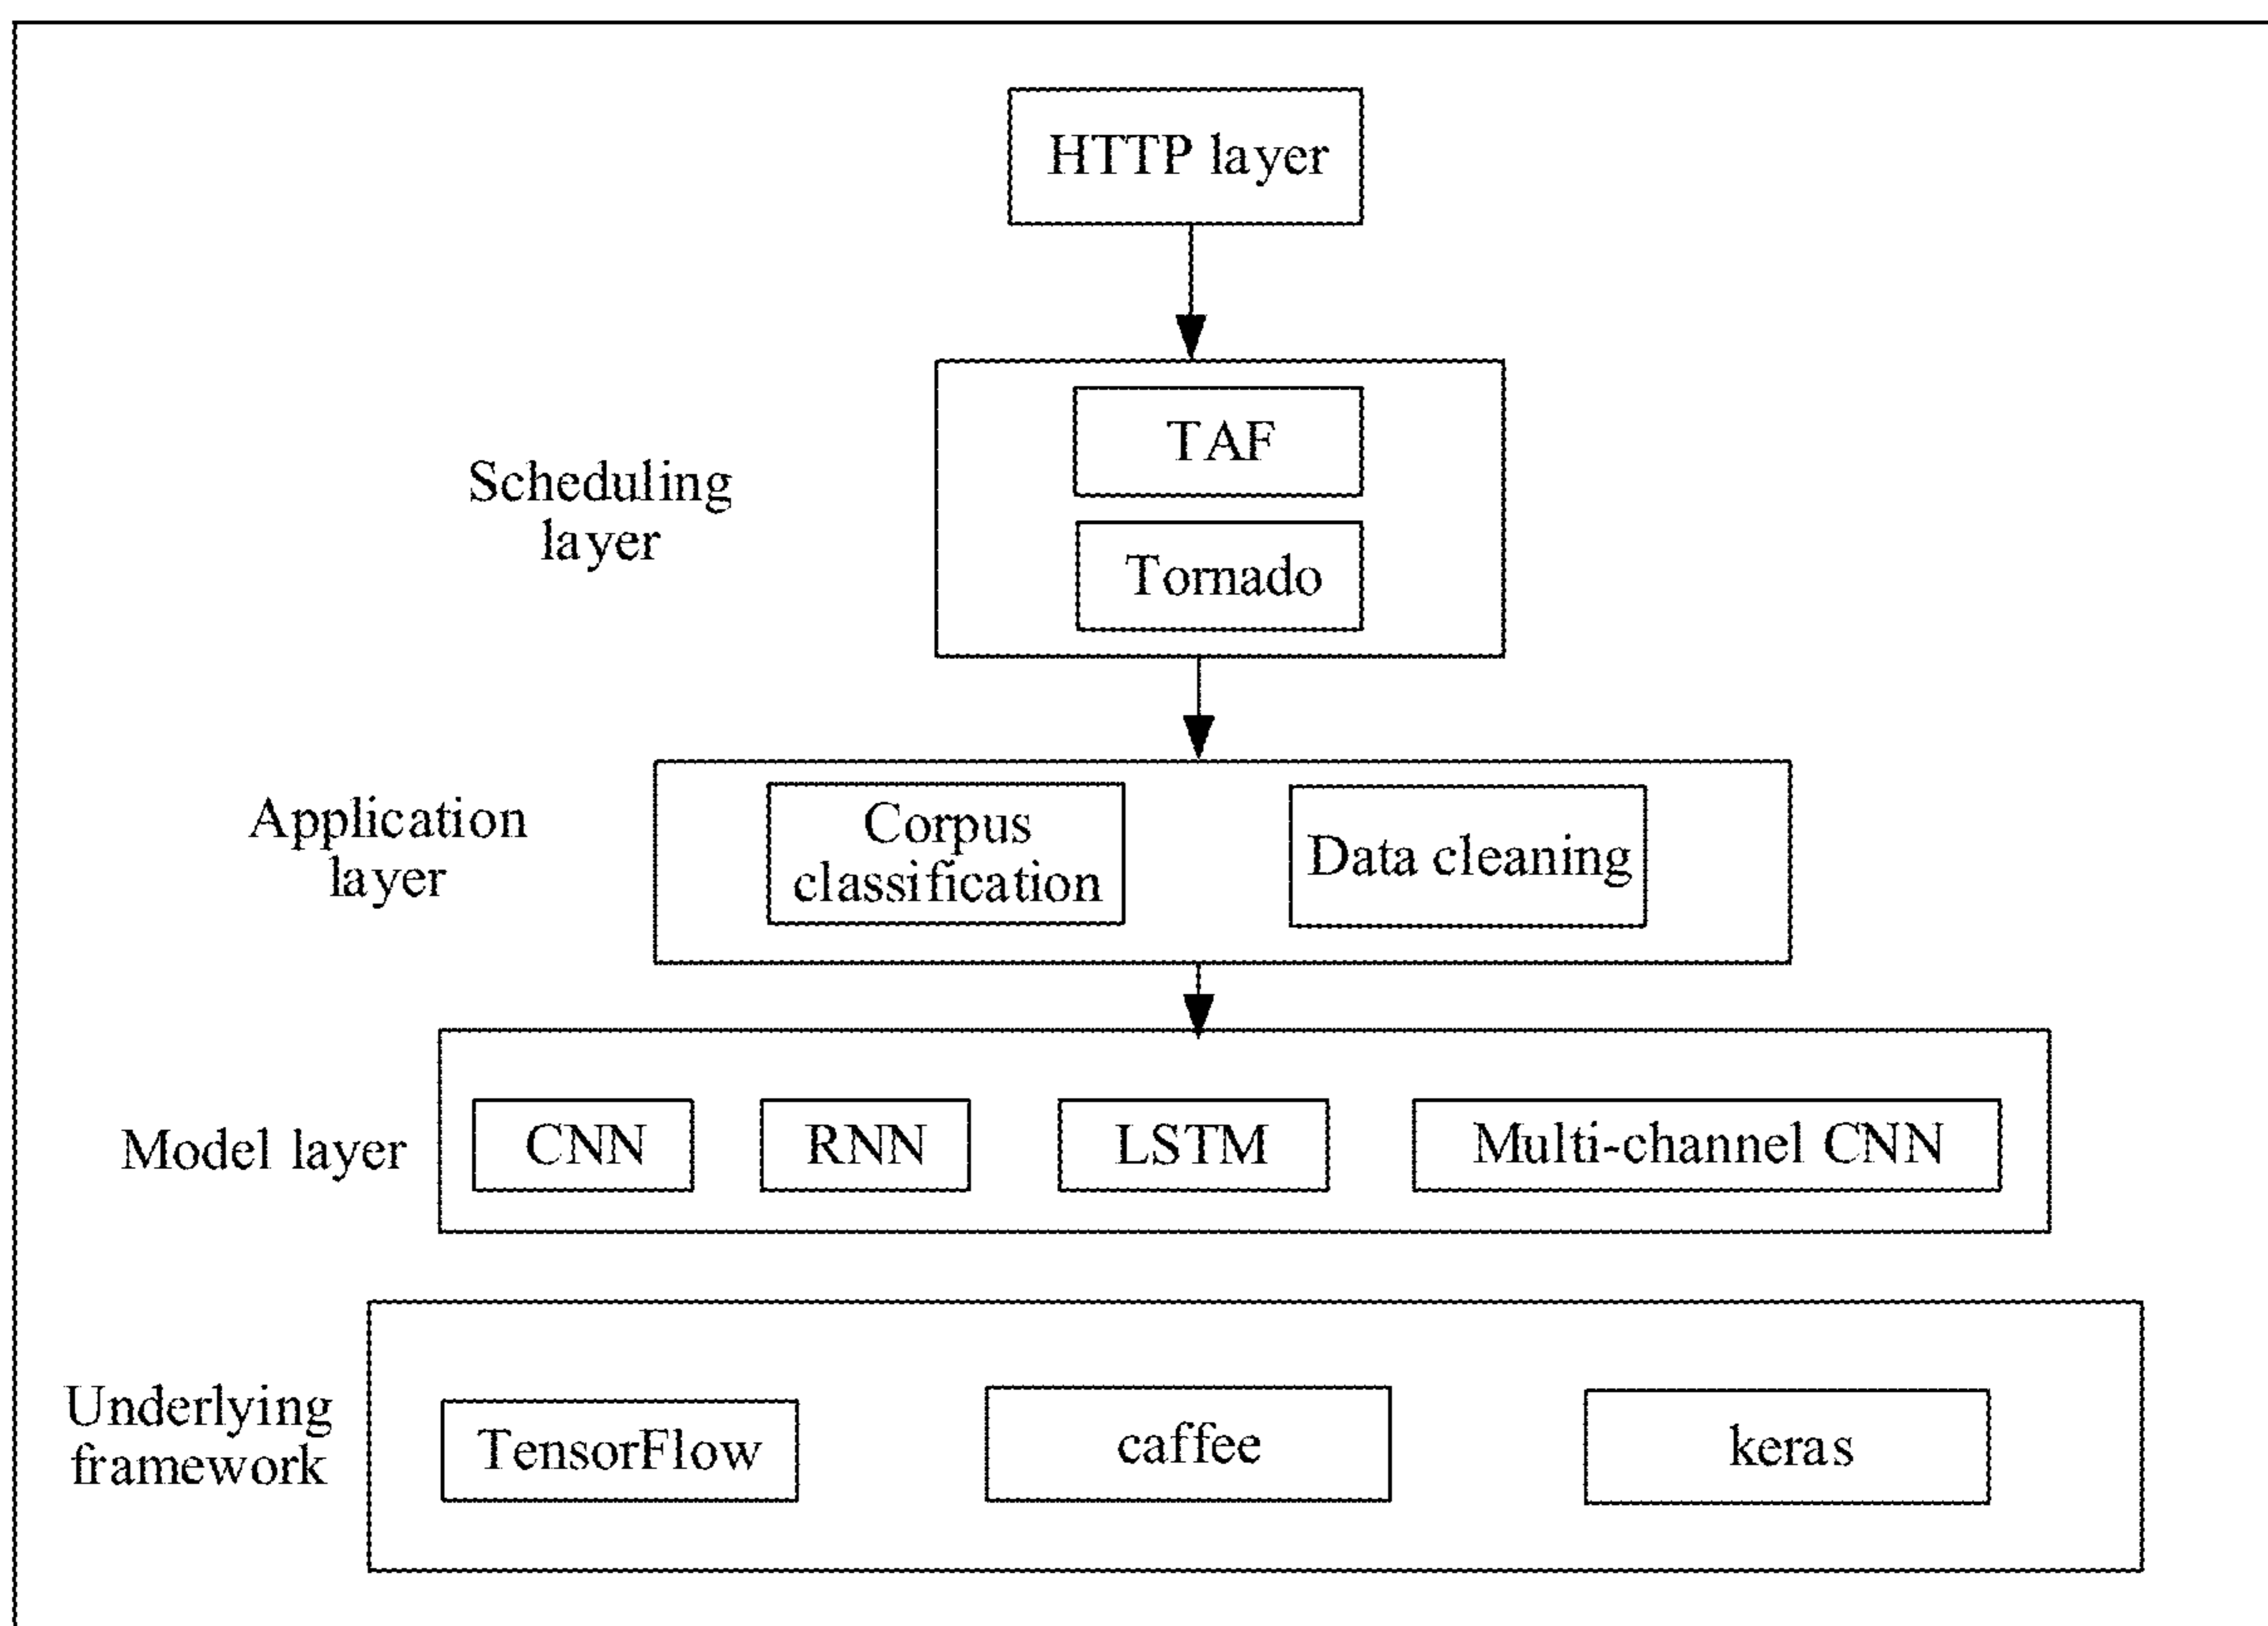 HTTP layer
Scheduling
layer
TAF
Tornado
Application
layer
Corpus
classification
Data cleaning
Model layer
CNN
RNN
LSTM
Multi-channel CNN
Underlying
framework
TensorFlow
caffee
keras